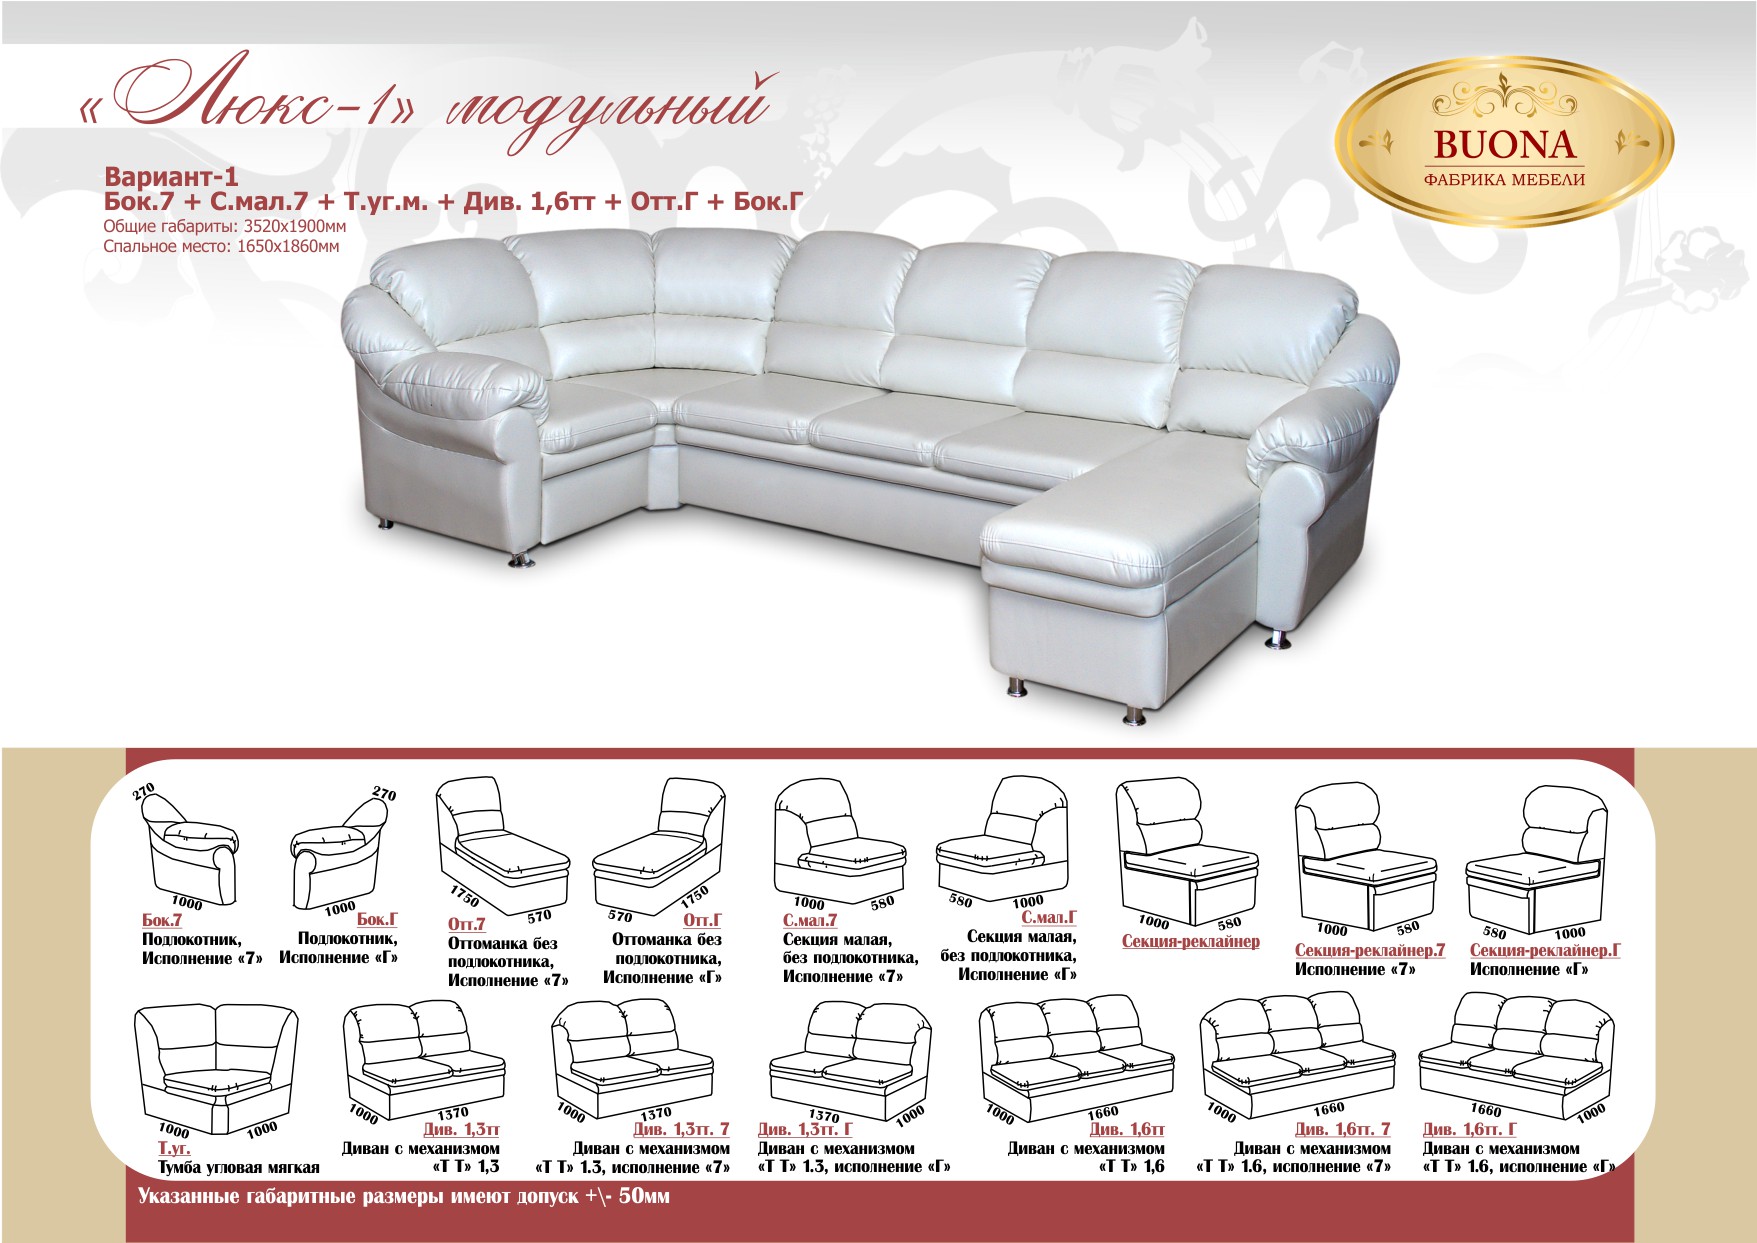 «Люкс-1» модульный
BUONA
ФАБРИКА МЕБЕЛИ
Вариант-1
Бок.7 + С.мал.7 + Т.уг.м. + Див. 1,6тт + Отт.Г + Бок.Г
Общие габариты: 3520х1900мм
Спальное место: 1650х1860мм
270
1000
Бок.7
Подлокотник,
Исполнение «7»
270
1000
Бок.Г
Подлокотник,
Исполнение «Г»
1750
570
Отт.7
Оттоманка без
подлокотника,
Исполнение «7»
570
1750
Отт.Г
Оттоманка без
подлокотника,
Исполнение «Г»
1000
580
С.мал.7
Секция малая,
без подлокотника,
Исполнение «7»
580
1000
С.мал.Г
Секция малая,
без подлокотника,
Исполнение «Г»
1000
580
Секция-реклайнер
1000
580
Секция-реклайнер.7
Исполнение «7»
580
1000
Секция-реклайнер.Г
Исполнение «Г»
1000
1000
Т.уг.
Тумба угловая мягкая
1000
1370
Див. 1,3тт
Диван с механизмом
«Т Т» 1,3
1000
1370
Див. 1,3тт. 7
Диван с механизмом
«Т Т» 1.3, исполнение «7»
1370
1000
Див. 1,3тт. Г
Диван с механизмом
«Т Т» 1.3, исполнение «Г»
1000
1660
Див. 1,6тт
Диван с механизмом
«Т Т» 1,6
1000
1660
Див. 1,6тт. 7
Диван с механизмом
«Т Т» 1.6, исполнение «7»
1660
1000
Див. 1,6тт. Г
Диван с механизмом
«Т Т» 1.6, исполнение «Г»
Указанные габаритные размеры имеют допуск +\- 50мм